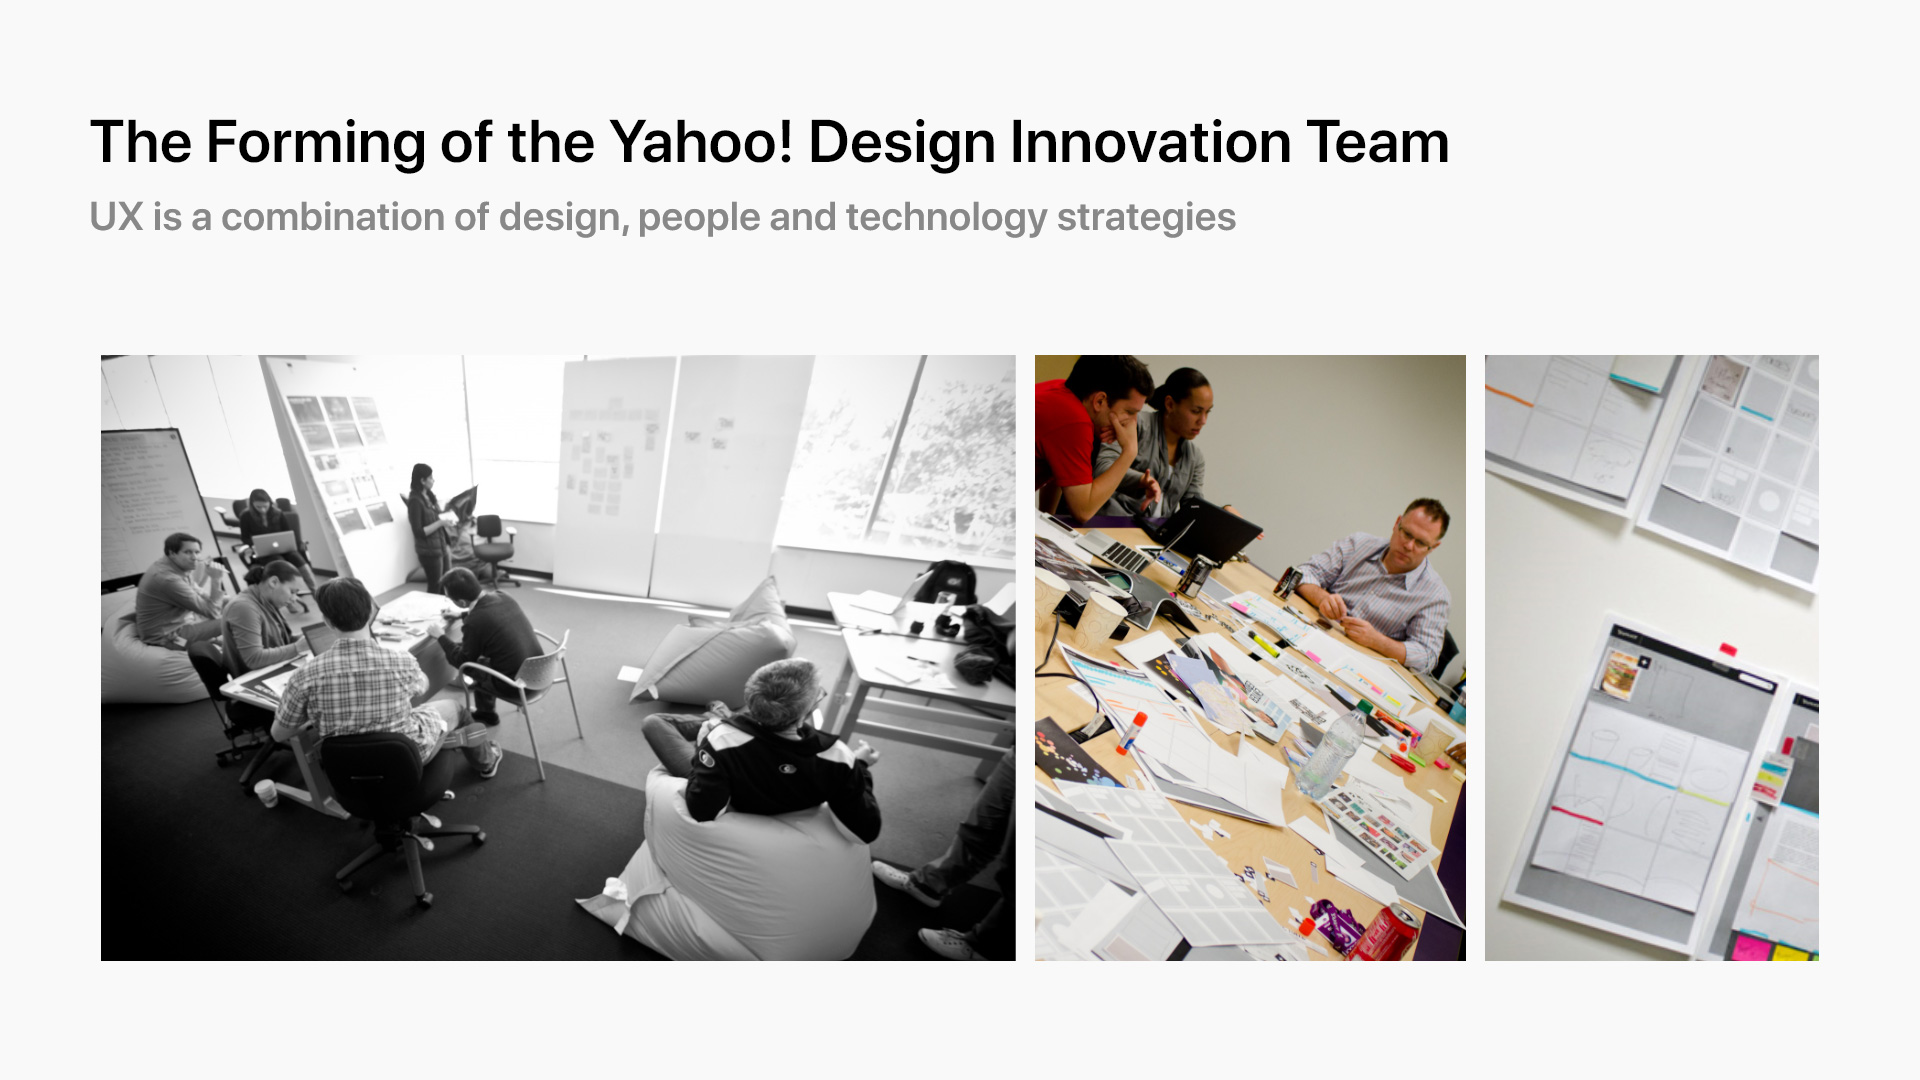 The Forming of the Yahoo! Design Innovation Team
UX is a combination of design, people and technology strategies